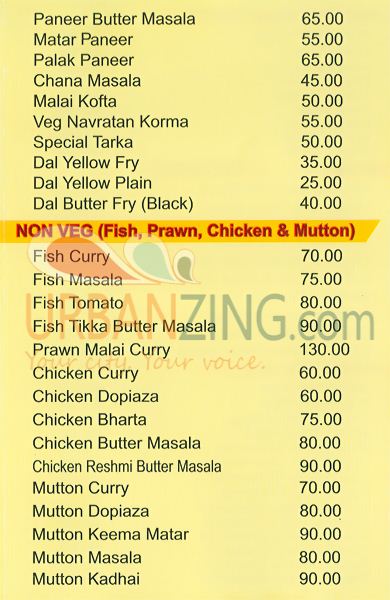 Paneer Butter Masala 65.00
Matar Paneer 55.00
Palak Paneer 65.00
Chana Masala 45.00
Malai Kofta 50.00
Veg Navratan Korma 55.00
Special Tarka 50.00
Dal Yellow Fry 35.00
Dal Yellow Plain 25.00
Dal Butter Fry (Black) 40.00
NON VEG (Fish, Prawn, Chicken & Mutton)
Fish Curry 70.00
Fish Masala 75.00
Fish Tomato 80.00
URBANZING.com
Fish Tikka Butter Masala 90.00
Prawn Malai Curry 130.00
Your city. Your voice.
Chicken Curry 60.00
Chicken Dopiaza 60.00
Chicken Bharta 75.00
Chicken Butter Masala 80.00
Chicken Reshmi Butter Masala 90.00
Mutton Curry 70.00
Mutton Dopiaza 80.00
Mutton Keema Matar 90.00
Mutton Masala 80.00
Mutton Kadhai 90.00